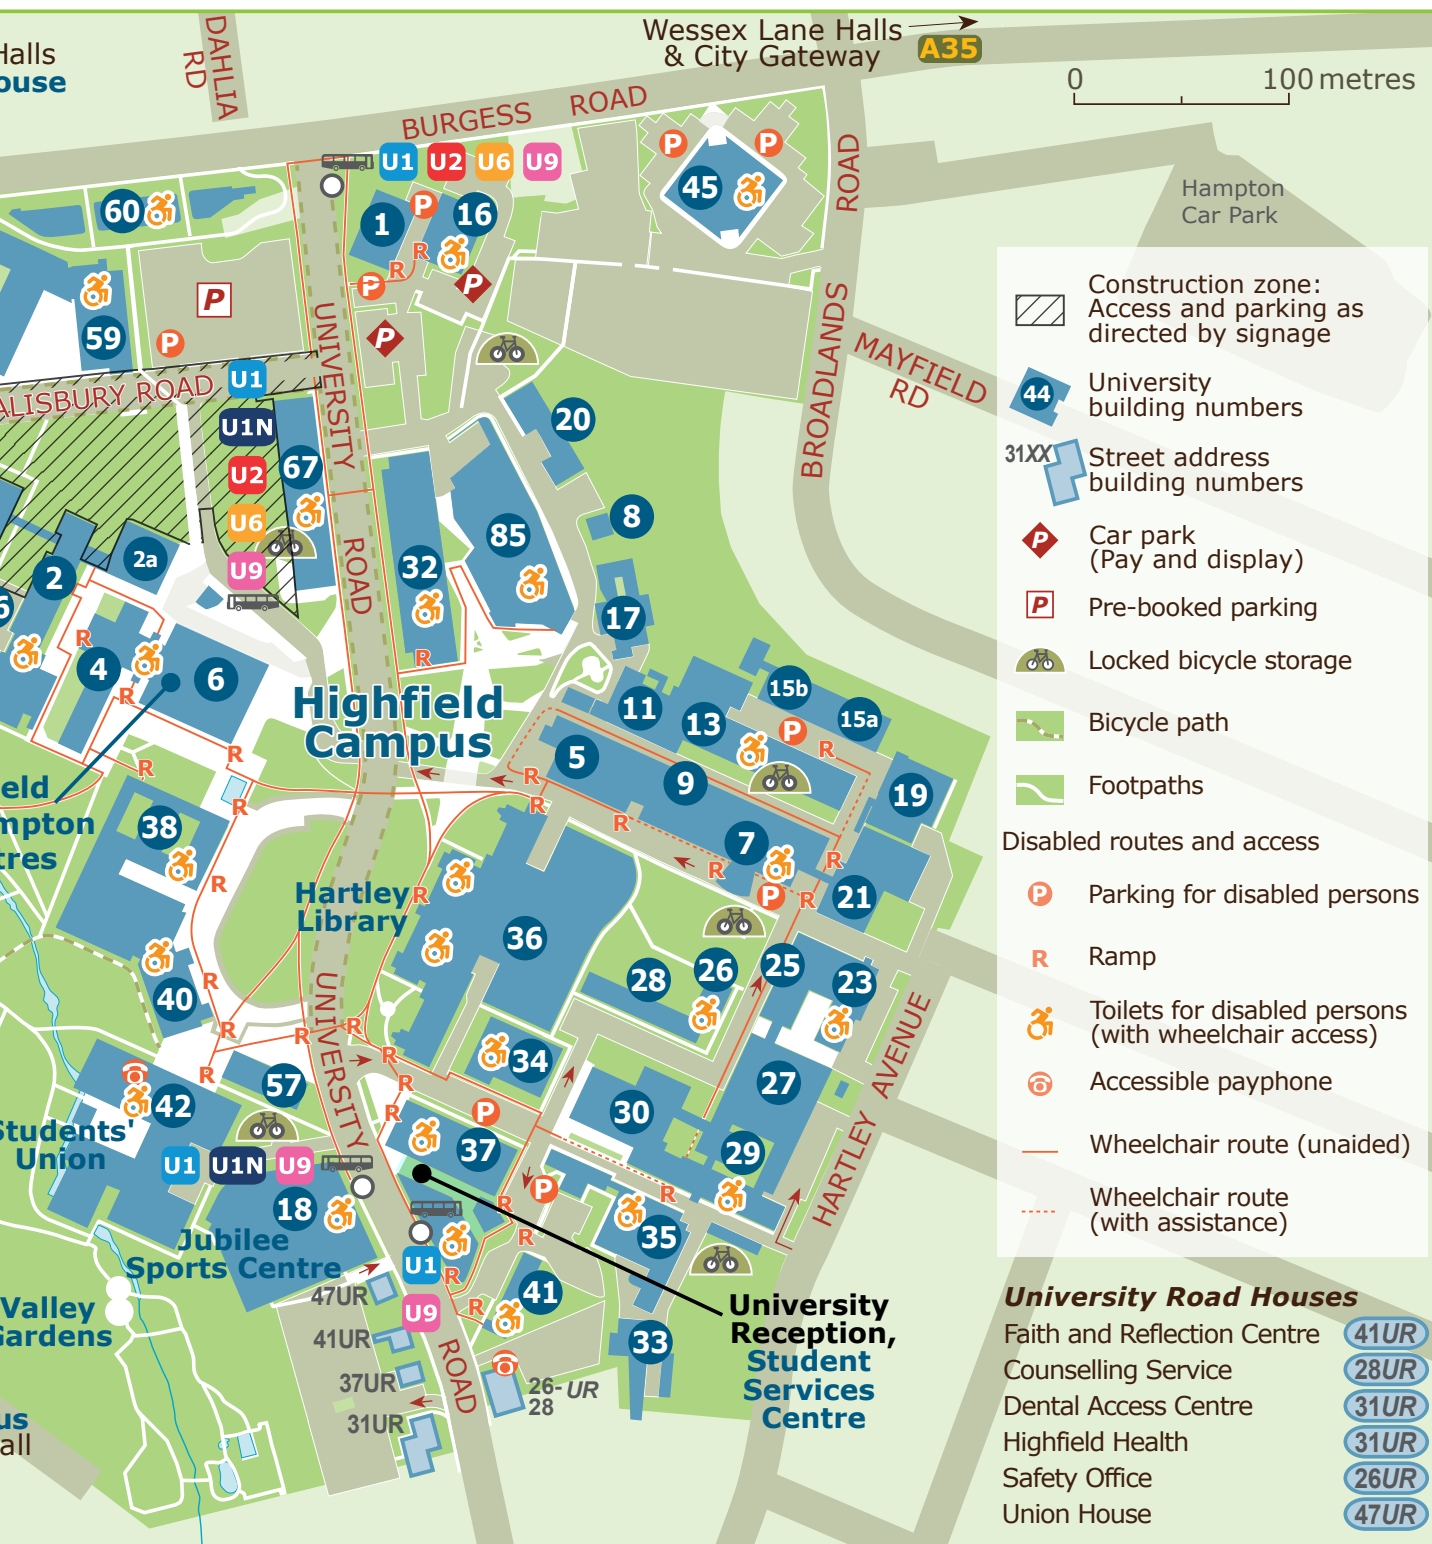 Halls
ouse
DAHLIA
RD
Wessex Lane Halls
& City Gateway
A35
0 100 metres
BURGESS ROAD
U1 U2 U6 U9
P P
45
BROADLANDS ROAD
Hampton
Car Park
60
1
P
16
R
R
P
P
P
59
P
P
UNIVERSITY ROAD
ALISBURY ROAD
U1
U1N
U2
U6
U9
67
20
MAYFIELD
RD
8
85
32
2a
2
6
17
R
4
6
R
R
R
R
R
Highfield
Campus
11
13
15b
15a
P
R
5
9
19
R
R
R
7
R
R
P
R
21
eld
mpton
tres
38
R
Hartley
Library
R
36
28
26
25
23
40
R
R
R
R
R
UNIVERSITY
ROAD
HARTLEY AVENUE
34
R
R
57
R
42
Students'
Union
U1 U1N U9
P
37
30
27
29
18
Jubilee
Sports Centre
R
P
R
R
35
U1
U9
R
R
41
33
Valley
Gardens
47UR
41UR
37UR
31UR
26-UR
28
University
Reception,
Student
Services
Centre
us
all
Construction zone:
Access and parking as
directed by signage
44
University
building numbers
31XX
Street address
building numbers
P
Car park
(Pay and display)
P
Pre-booked parking
Locked bicycle storage
Bicycle path
Footpaths
Disabled routes and access
P
Parking for disabled persons
R
Ramp
Toilets for disabled persons
(with wheelchair access)
Accessible payphone
Wheelchair route (unaided)
Wheelchair route
(with assistance)
University Road Houses
Faith and Reflection Centre 41UR
Counselling Service 28UR
Dental Access Centre 31UR
Highfield Health 31UR
Safety Office 26UR
Union House 47UR